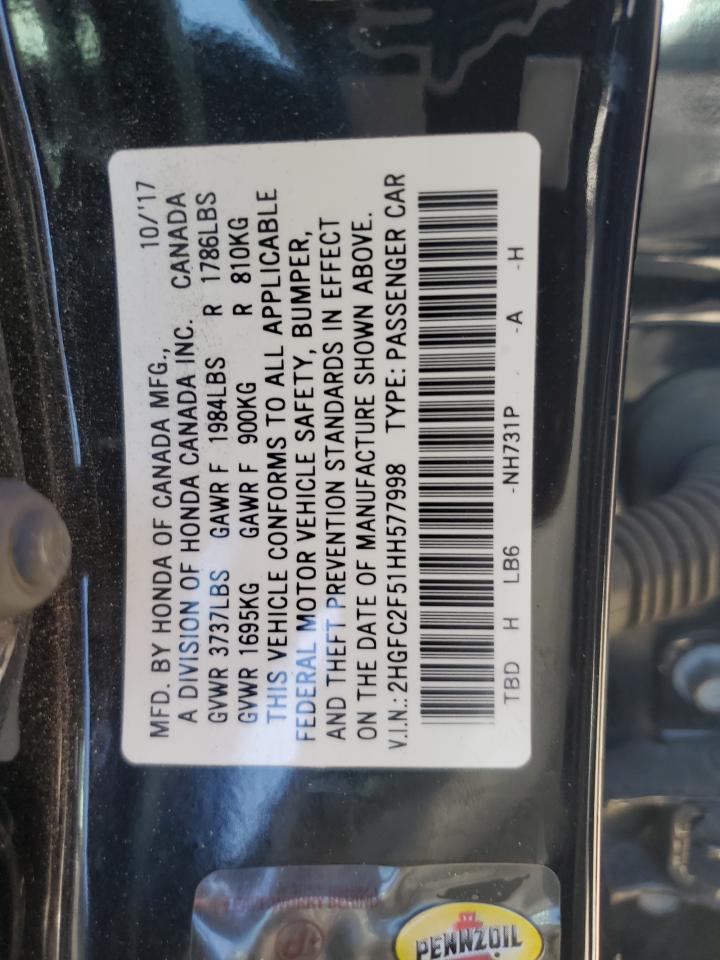 MFD. BY HONDA OF CANADA MFG., 10/'17
A DIVISION OF HONDA CANADA INC. CANADA
GVWR 3737LBS GAWR F 1984LBS R 1786LBS
GVWR 1695KG GAWR F 900KG R 810KG
THIS VEHICLE CONFORMS TO ALL APPLICABLE
FEDERAL MOTOR VEHICLE SAFETY, BUMPER,
AND THEFT PREVENTION STANDARDS IN EFFECT
ON THE DATE OF MANUFACTURE SHOWN ABOVE.
V.I.N.: 2HGFC2F51HH577998 TYPE: PASSENGER CAR
TBD H LB6 -NH731P -A -H
PENNZOIL